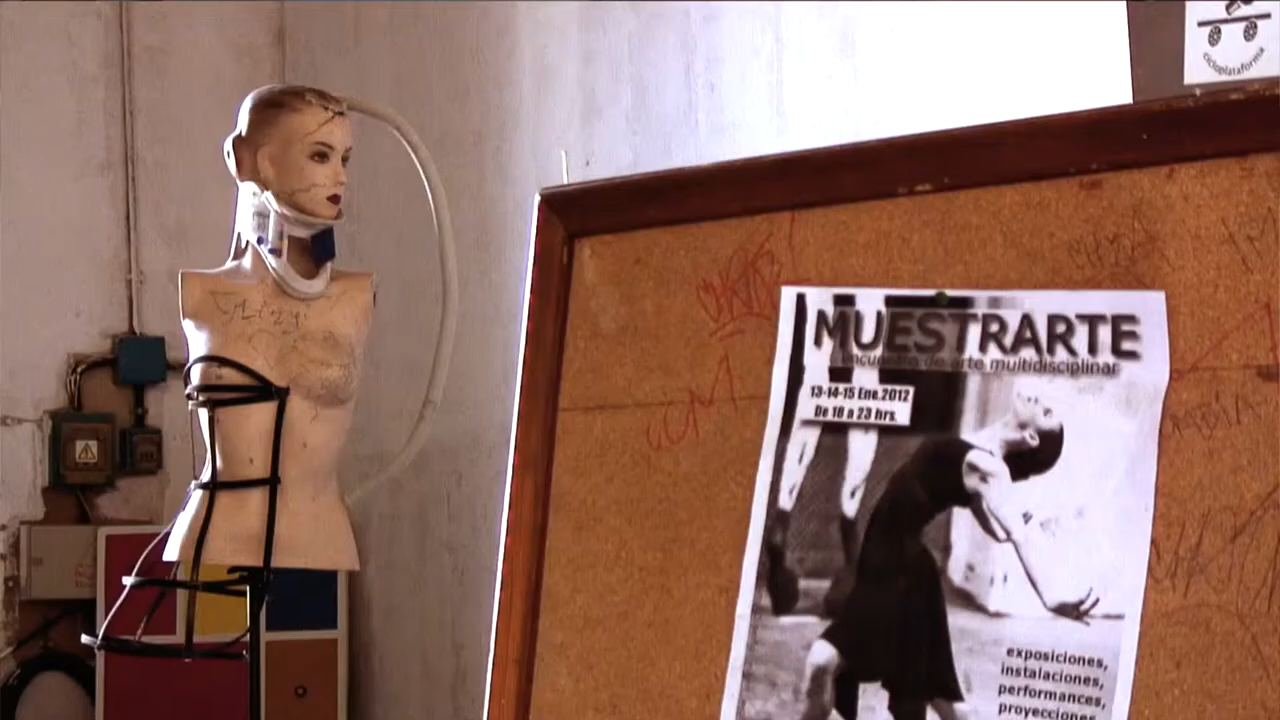 cicloplataforma
MUESTRARTE
encuentro de arte multidisciplinar
13-14-15 Ene.2012
De 18 a 23 hrs.
exposiciones,
instalaciones,
performances,
proyecciones